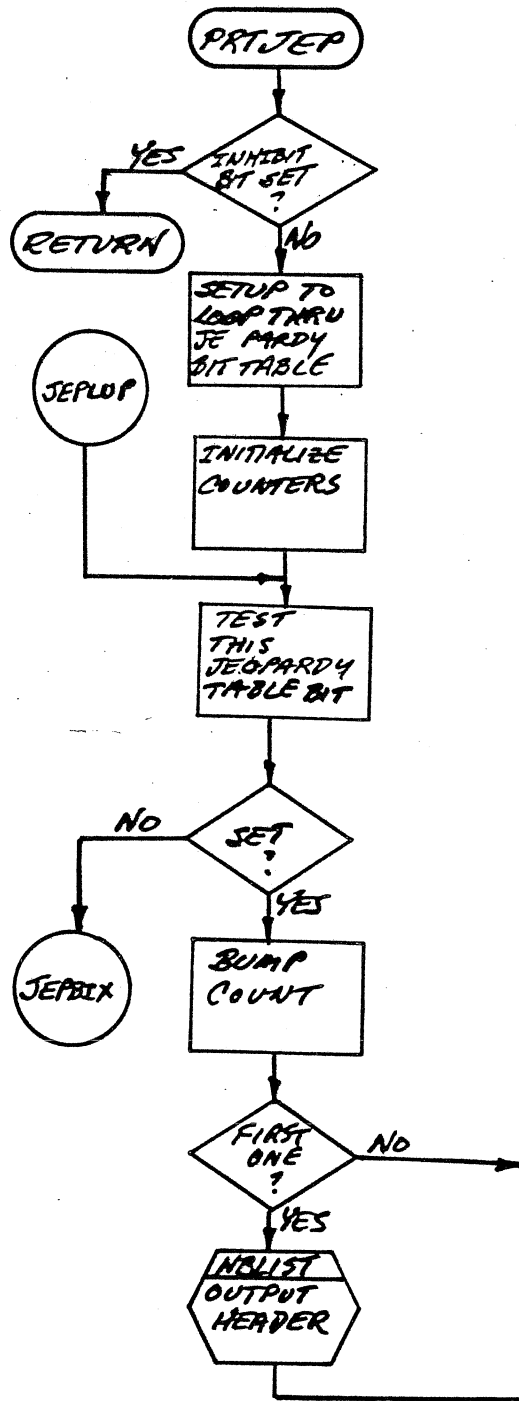 PRTJEP
YES
INHIBIT
BIT SET
?
RETURN
NO
SETUP TO
LOOP THRU
JE PARDY
BIT TABLE
JEPLUP
INITIALIZE
COUNTERS
TEST
THIS
JEOPARDY
TABLE BIT
NO
SET
?
YES
JEPBIX
BUMP
COUNT
FIRST
ONE
?
NO
YES
NBLIST
OUTPUT
HEADER